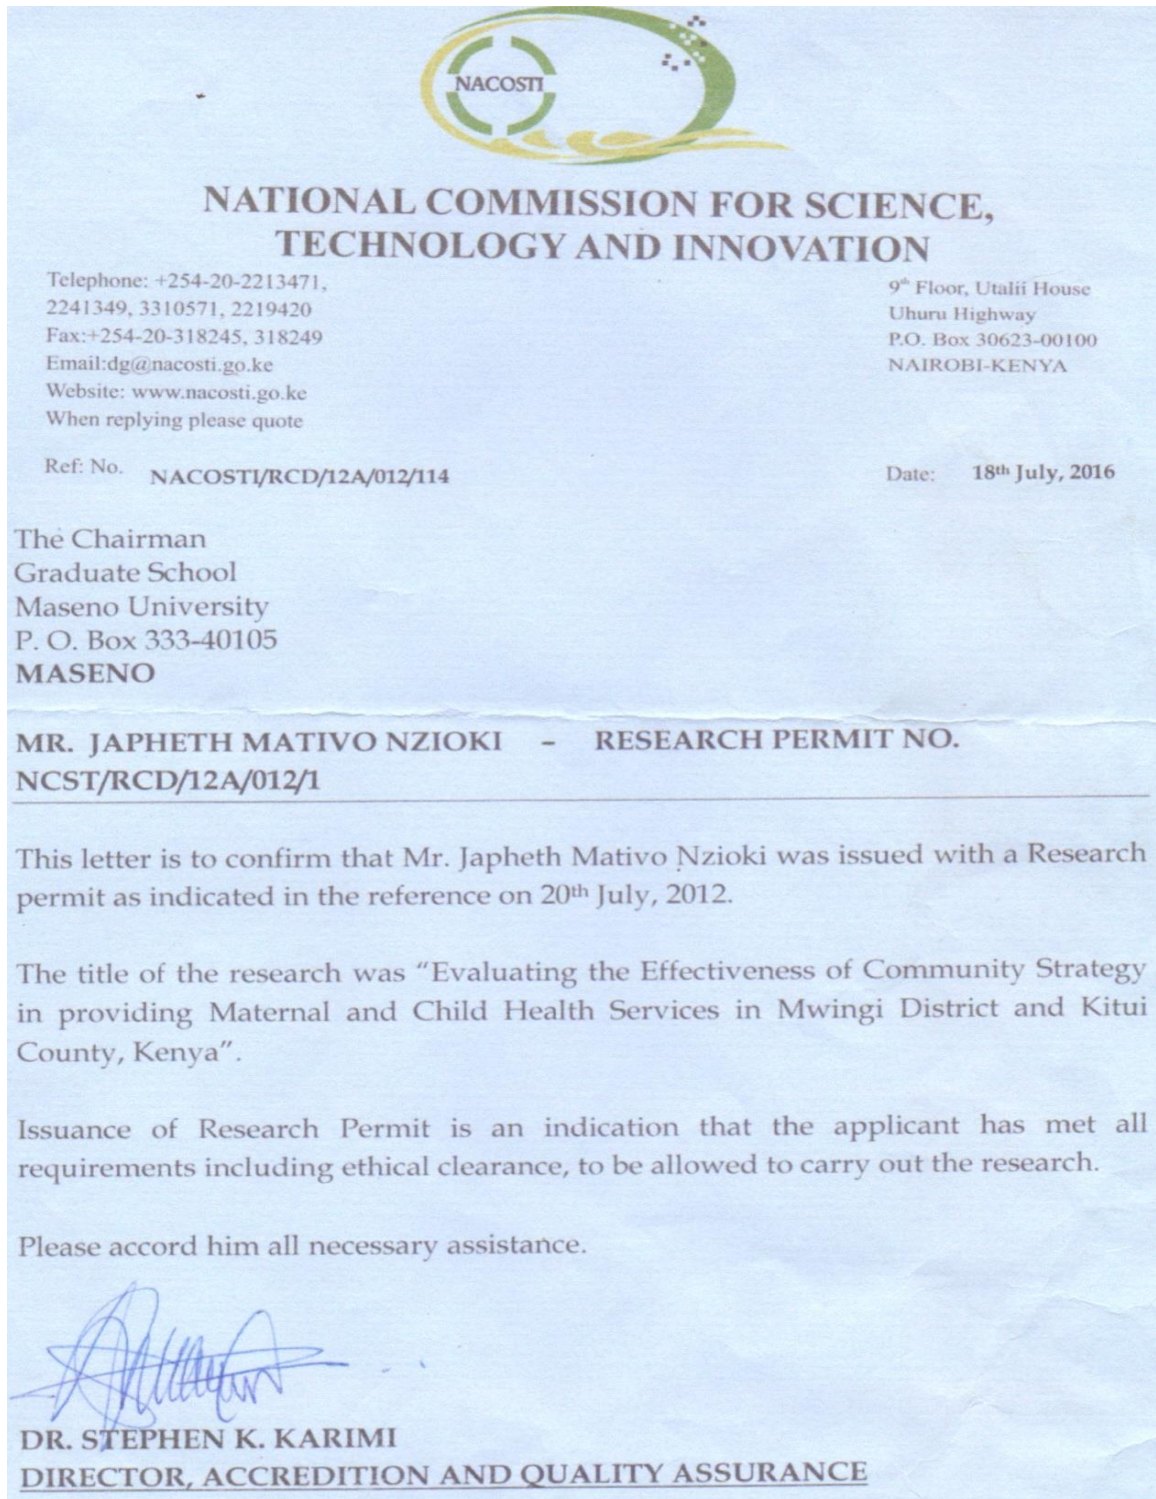 NACOSTI
NATIONAL COMMISSION FOR SCIENCE,
TECHNOLOGY AND INNOVATION
Telephone: +254-20-2213471,
2241349, 3310571, 2219420
Fax:+254-20-318245, 318249
Email:dg@nacosti.go.ke
Website: www.nacosti.go.ke
When replying please quote
9th Floor, Utalii House
Uhuru Highway
P.O. Box 30623-00100
NAIROBI-KENYA
Ref: No. NACOSTI/RCD/12A/012/114
Date: 18th July, 2016
The Chairman
Graduate School
Maseno University
P. O. Box 333-40105
MASENO
MR. JAPHETH MATIVO NZIOKI – RESEARCH PERMIT NO.
NCST/RCD/12A/012/1
This letter is to confirm that Mr. Japheth Mativo Nzioki was issued with a Research
permit as indicated in the reference on 20th July, 2012.
The title of the research was “Evaluating the Effectiveness of Community Strategy
in providing Maternal and Child Health Services in Mwingi District and Kitui
County, Kenya”.
Issuance of Research Permit is an indication that the applicant has met all
requirements including ethical clearance, to be allowed to carry out the research.
Please accord him all necessary assistance.
DR. STEPHEN K. KARIMI
DIRECTOR, ACCREDITION AND QUALITY ASSURANCE